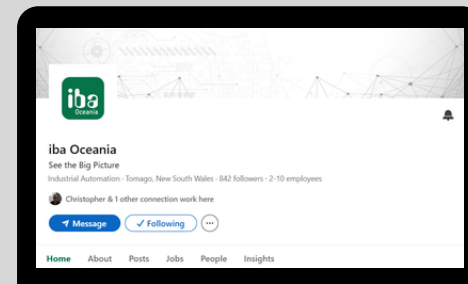 iba
Oceania
iba Oceania
See the Big Picture
Industrial Automation · Tomago, New South Wales · 842 followers · 2-10 employees
Christopher & 1 other connection work here
Message
✓ Following
Home About Posts Jobs People Insights